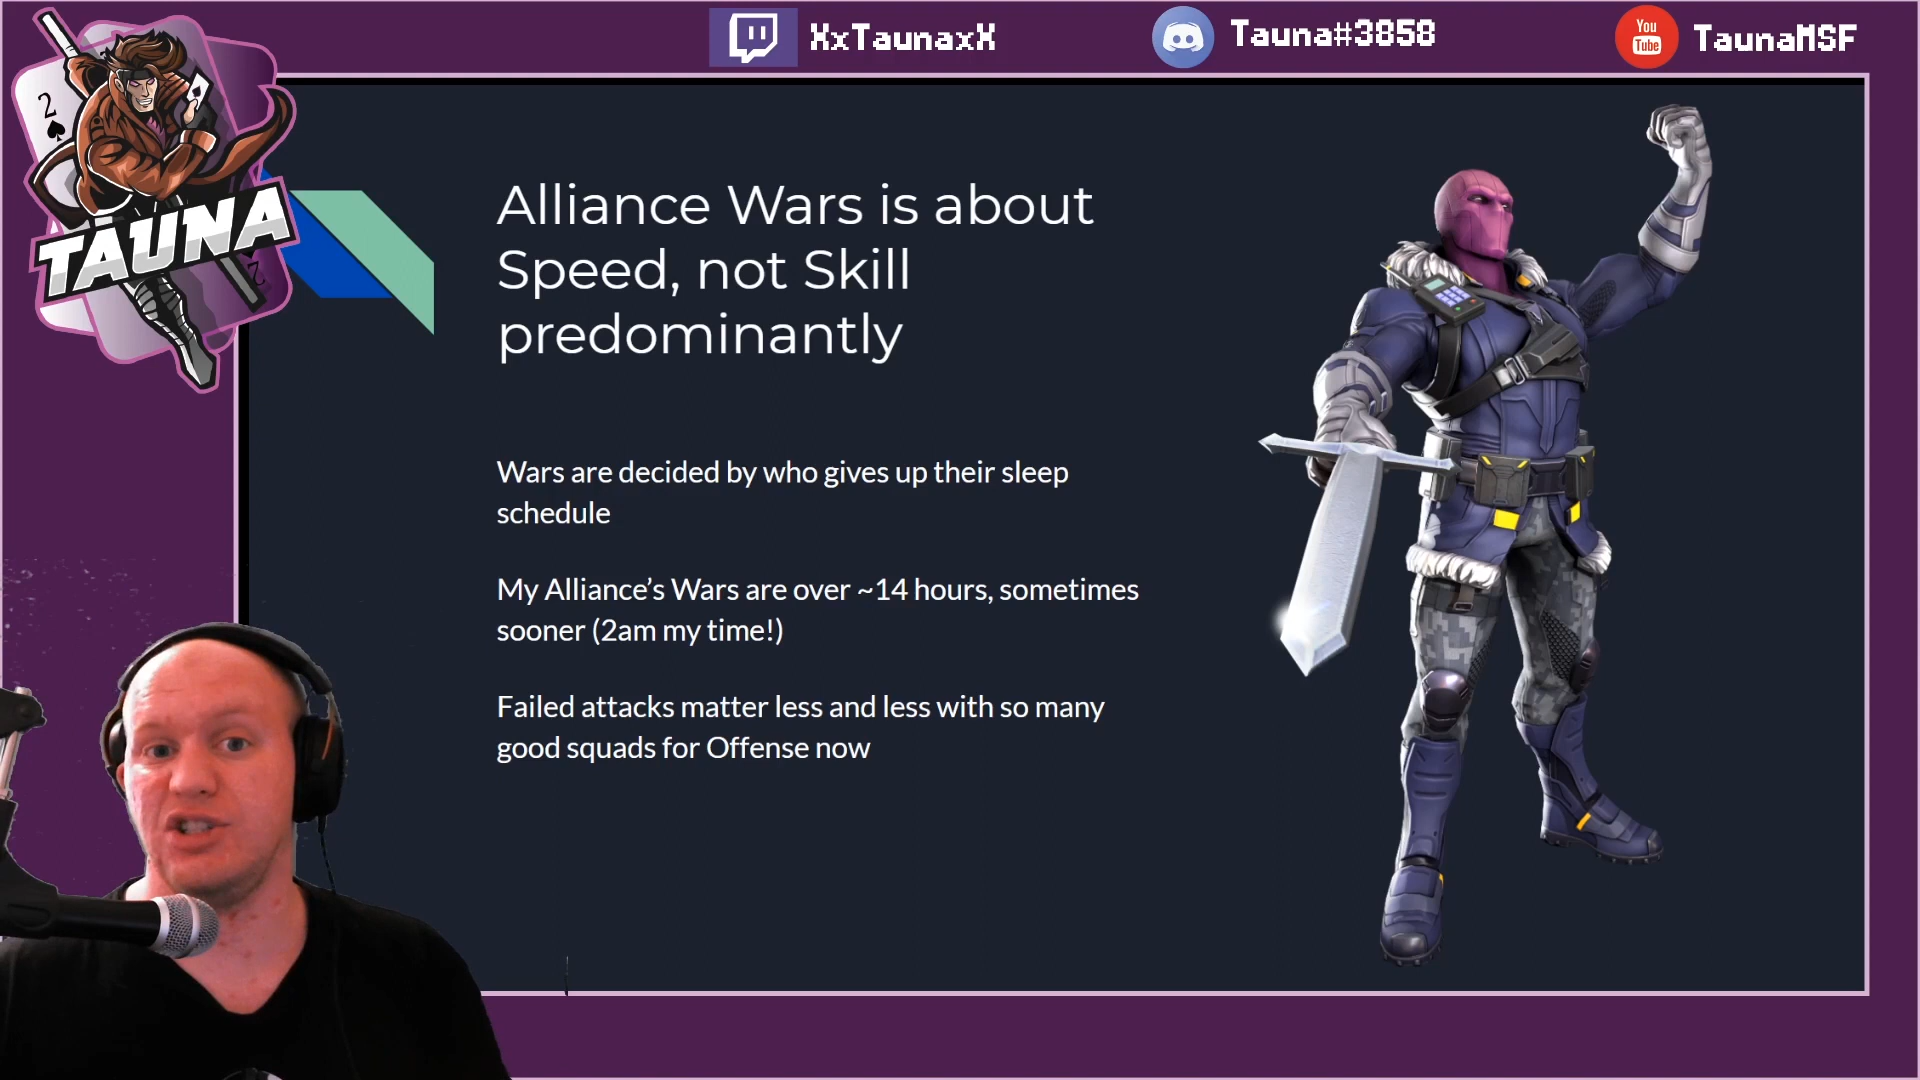 XxTaunaxX
Tauna#3858
You
Tube
TaunaMSF
2
TAUNA
2
Alliance Wars is about
Speed, not Skill
predominantly
Wars are decided by who gives up their sleep
schedule
My Alliance’s Wars are over ~14 hours, sometimes
sooner (2am my time!)
Failed attacks matter less and less with so many
good squads for Offense now